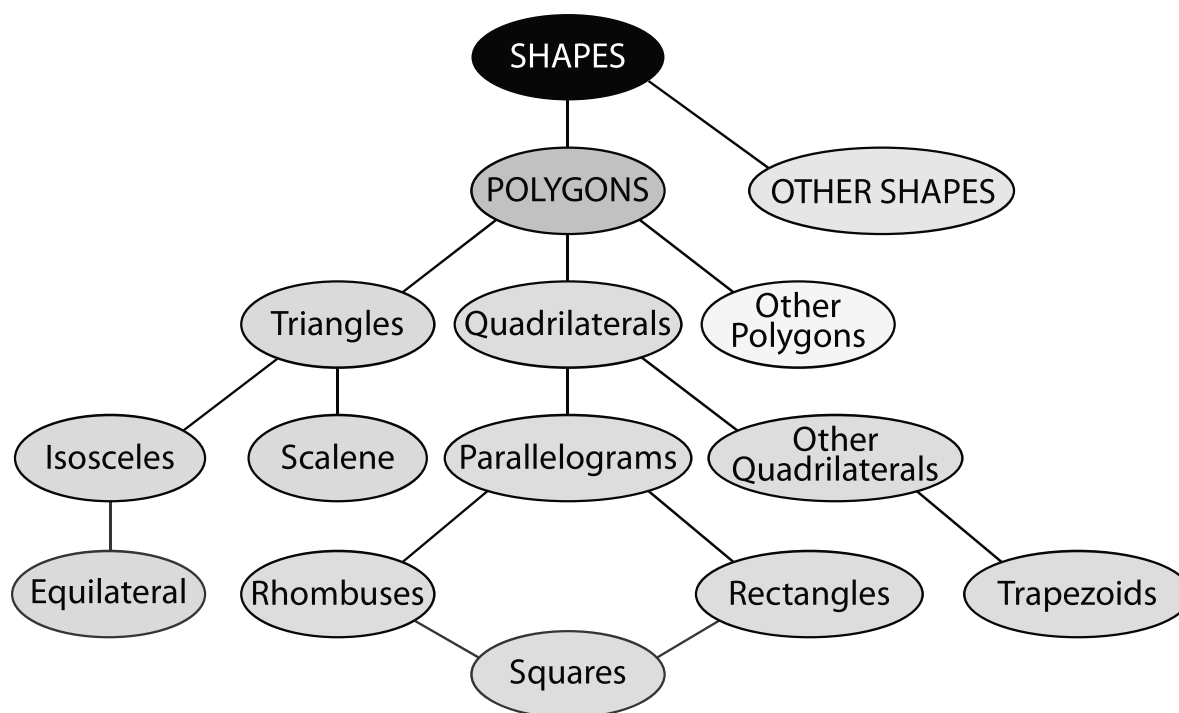 SHAPES
POLYGONS
OTHER SHAPES
Triangles
Quadrilaterals
Other
Polygons
Isosceles
Scalene
Parallelograms
Other
Quadrilaterals
Equilateral
Rhombuses
Rectangles
Trapezoids
Squares